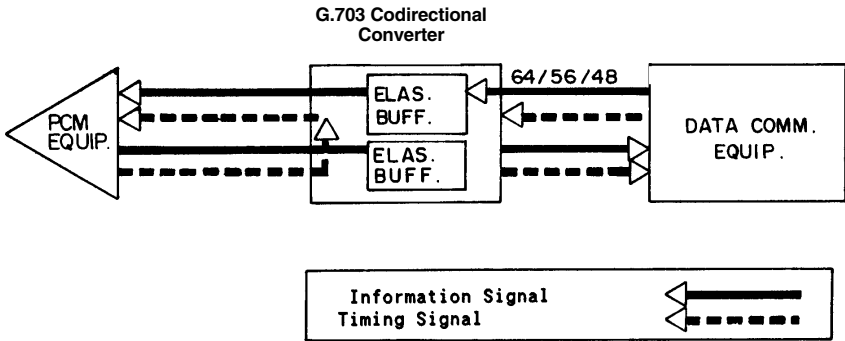 G.703 Codirectional
Converter
64/56/48
PCM
EQUIP.
ELAS.
BUFF.
ELAS.
BUFF.
DATA COMM.
EQUIP.
Information Signal
Timing Signal